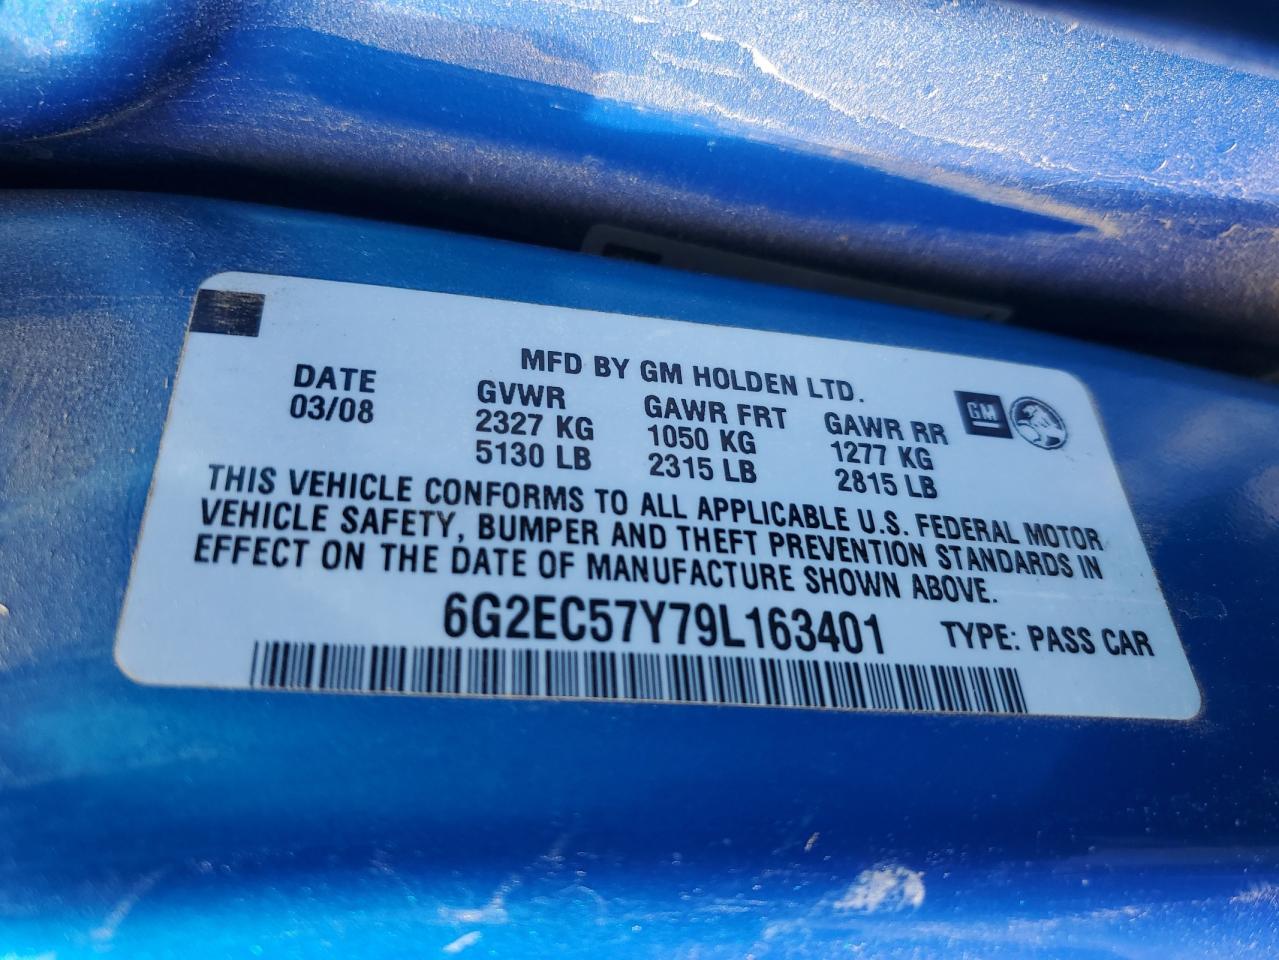 MFD BY GM HOLDEN LTD.
DATE GVWR GAWR FRT GAWR RR GM
03/08 2327 KG 1050 KG 1277 KG
5130 LB 2315 LB 2815 LB
THIS VEHICLE CONFORMS TO ALL APPLICABLE U.S. FEDERAL MOTOR
VEHICLE SAFETY, BUMPER AND THEFT PREVENTION STANDARDS IN
EFFECT ON THE DATE OF MANUFACTURE SHOWN ABOVE.
6G2EC57Y79L163401 TYPE: PASS CAR